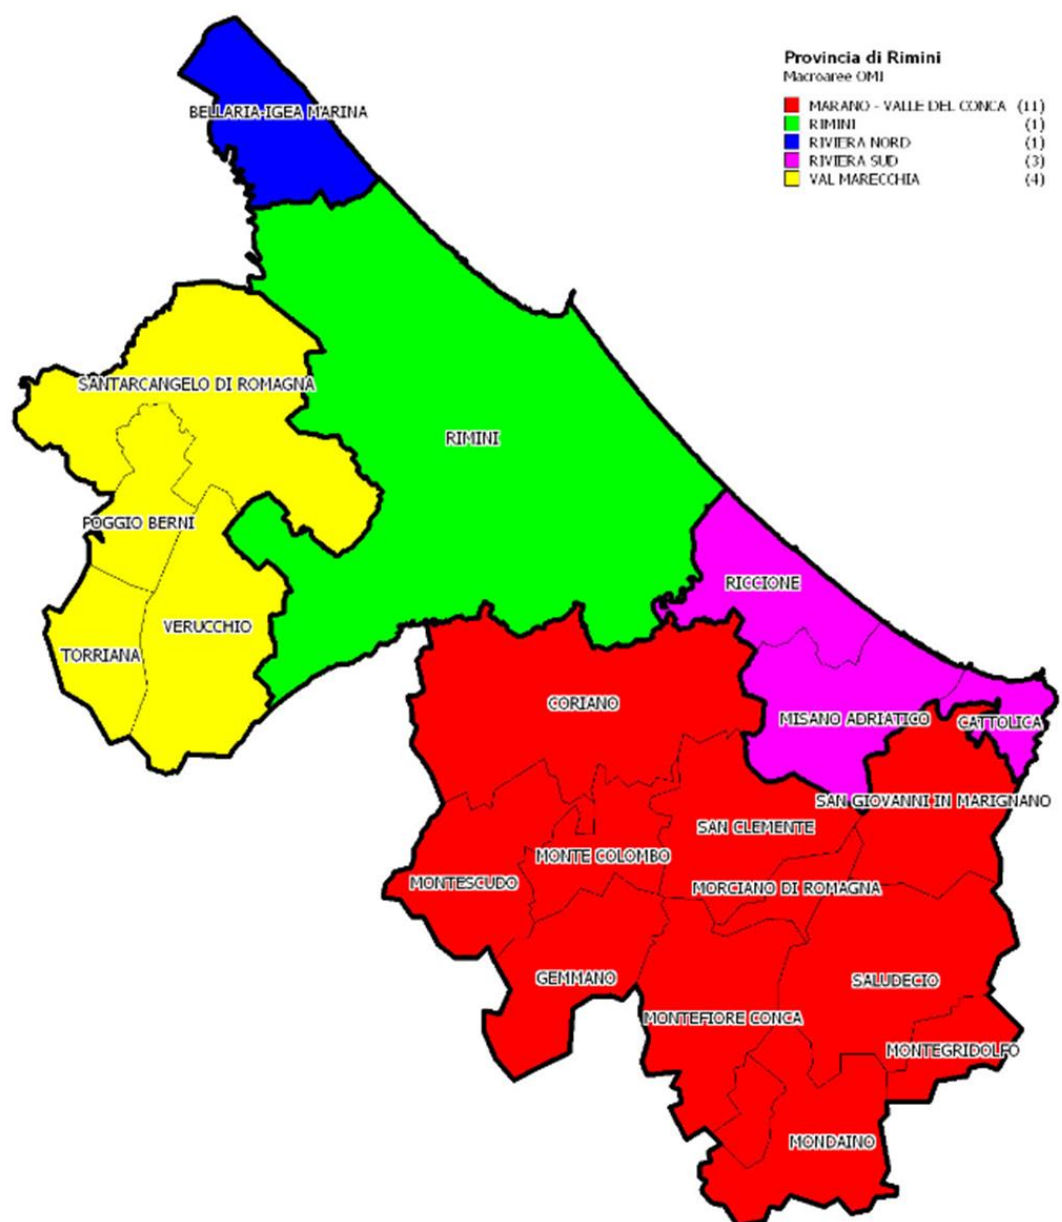 Provincia di Rimini
Macroaree OMI
MARANO - VALLE DEL CONCA (11)
RIMINI (1)
RIVIERA NORD (1)
RIVIERA SUD (3)
VAL MARECCHIA (4)
BELLARIA-IGEA MARINA
SANTARCANGELO DI ROMAGNA
RIMINI
POGGIO BERNI
RICCIONE
VERUCCHIO
TORRIANA
CORIANO
MISANO ADRIATICO
CATTOLICA
SAN GIOVANNI IN MARIGNANO
SAN CLEMENTE
MONTE COLOMBO
MONTESCUDO
MORCIANO DI ROMAGNA
GEMMANO
SALUDECIO
MONTEFIORE CONCA
MONTEGRIDOLFO
MONDAINO